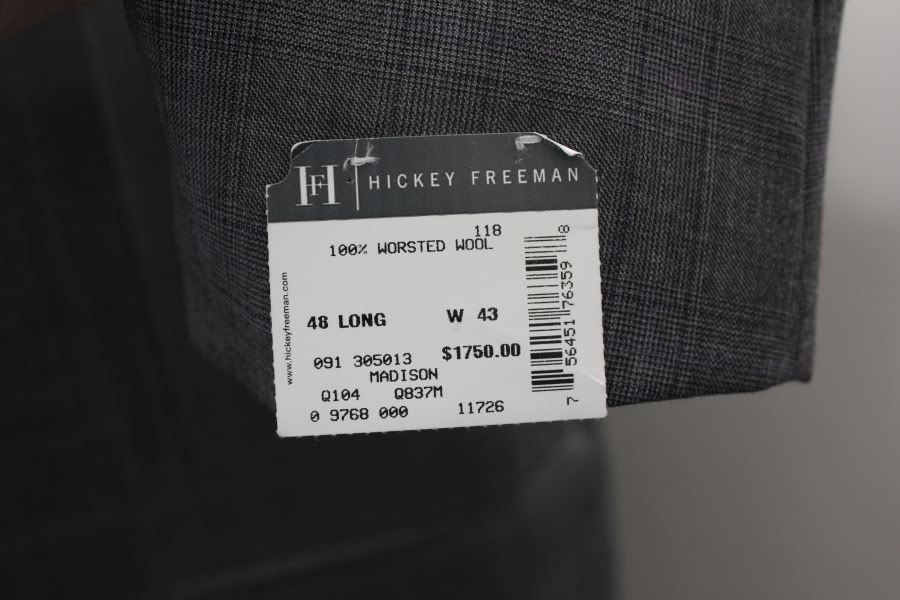 HF HICKEY FREEMAN
118
100% WORSTED WOOL
48 LONG W 43
091 305013 $1750.00
MADISON
Q104 Q837M
0 9768 000 11726
www.hickeyfreeman.com
7 56451 76359 8